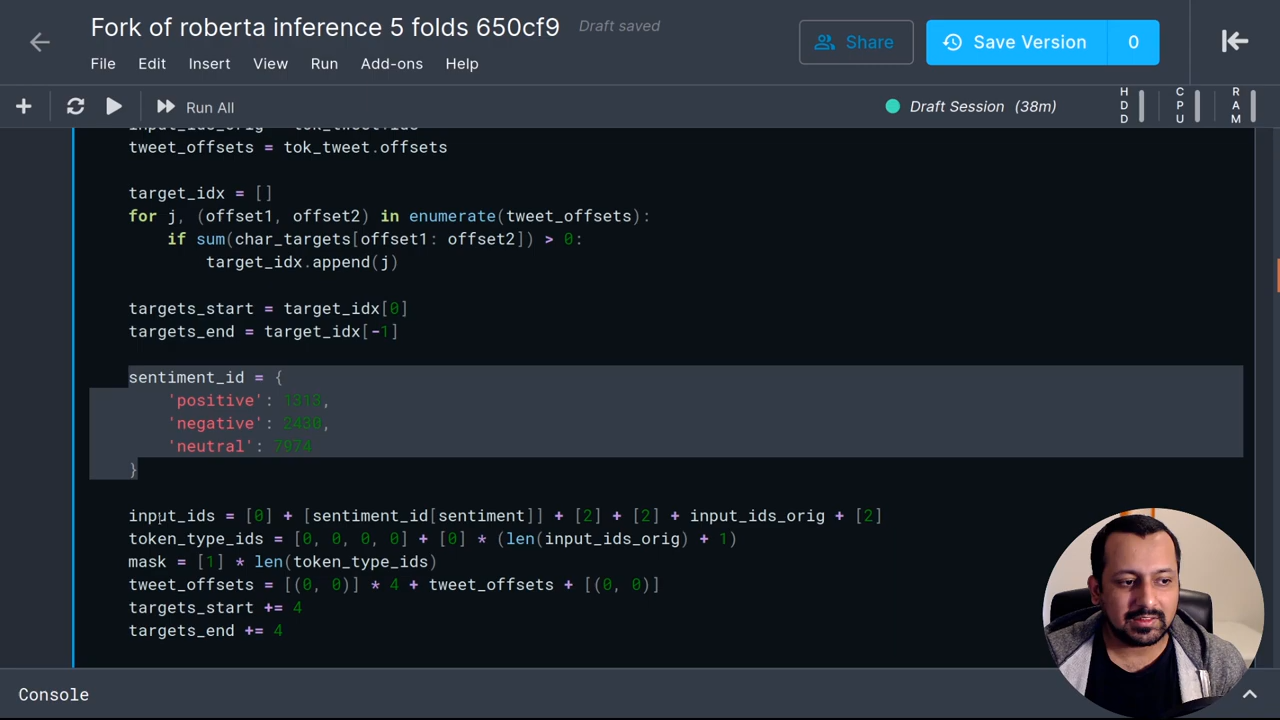 Fork of roberta inference 5 folds 650cf9 Draft saved
Share
Save Version 0
File Edit Insert View Run Add-ons Help
Run All
Draft Session (38m)
HDD
CPU
RAM
tweet_offsets = tok_tweet.offsets
target_idx = []
for j, (offset1, offset2) in enumerate(tweet_offsets):
if sum(char_targets[offset1: offset2]) > 0:
target_idx.append(j)
targets_start = target_idx[0]
targets_end = target_idx[-1]
sentiment_id = {
'positive': 1313,
'negative': 2430,
'neutral': 7974
}
input_ids = [0] + [sentiment_id[sentiment]] + [2] + [2] + input_ids_orig + [2]
token_type_ids = [0, 0, 0, 0] + [0] * (len(input_ids_orig) + 1)
mask = [1] * len(token_type_ids)
tweet_offsets = [(0, 0)] * 4 + tweet_offsets + [(0, 0)]
targets_start += 4
targets_end += 4
Console